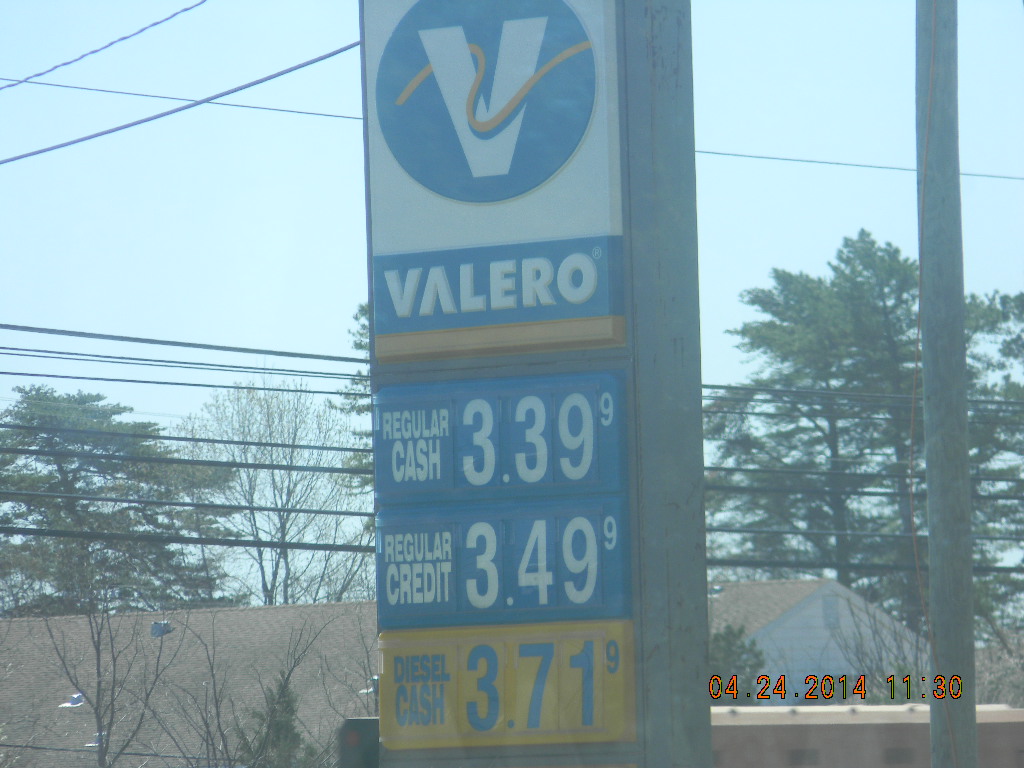 V
VALERO®
REGULAR
CASH
3.39 9
REGULAR
CREDIT
3.49 9
DIESEL
CASH
3.71 9
04.24.2014 11:30